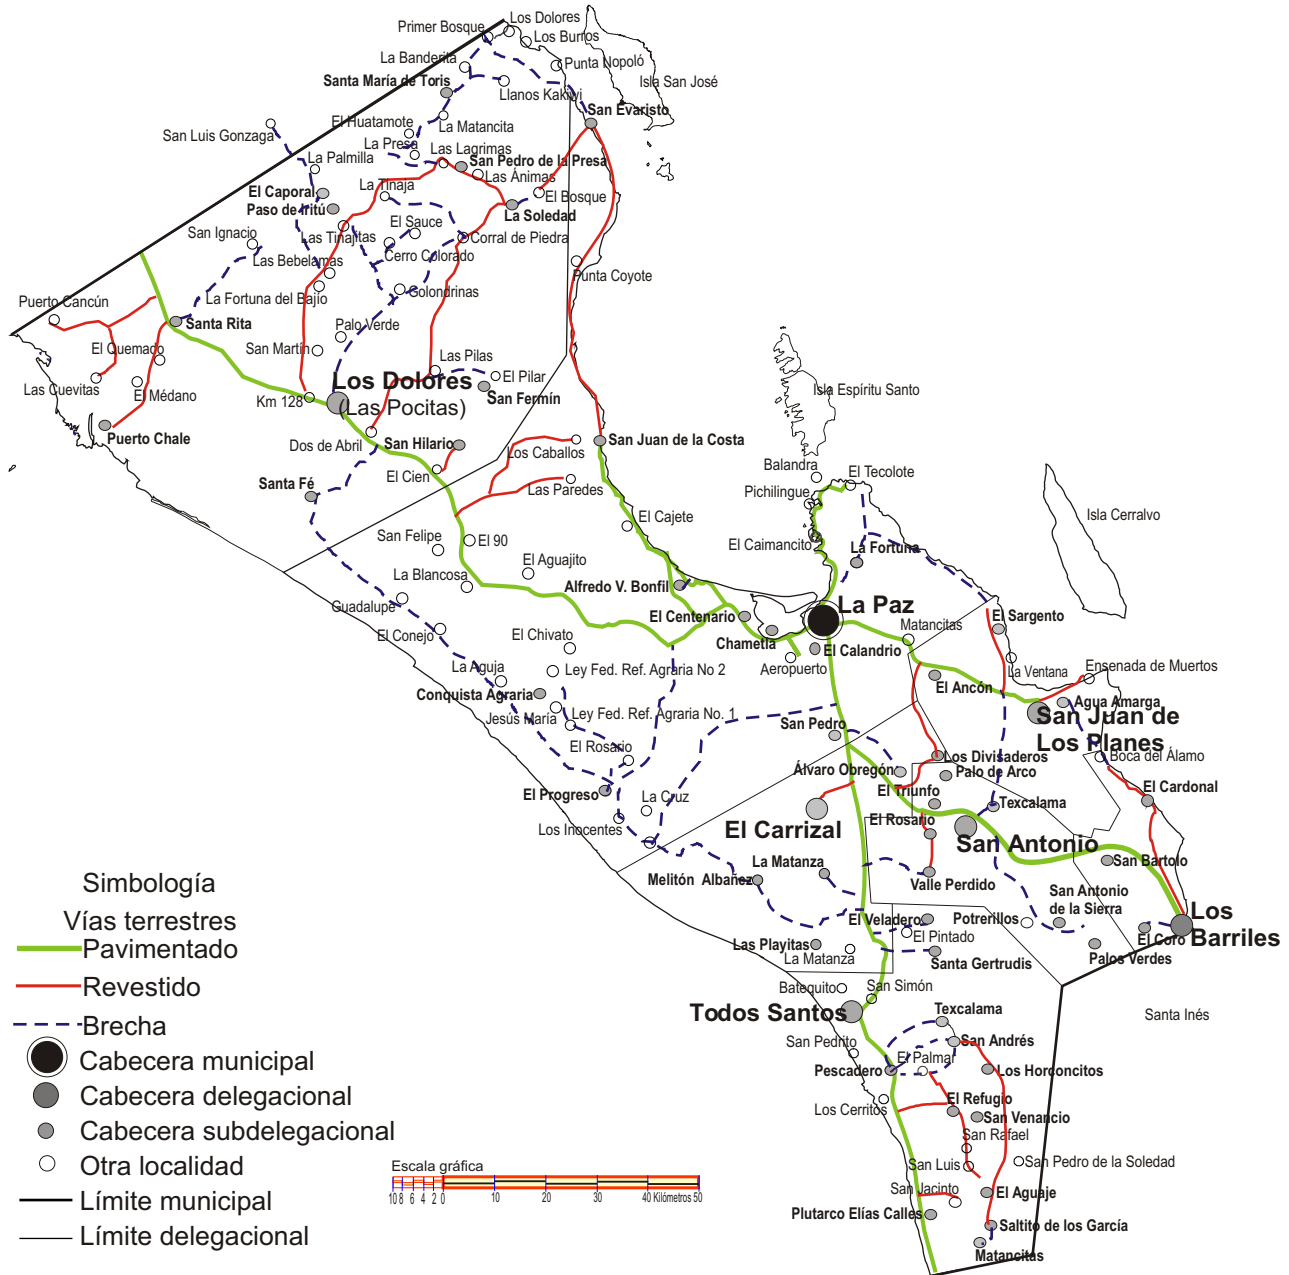 Los Dolores
Primer Bosque
Los Burros
La Banderita
Punta Nopoló
Santa María de Toris
Isla San José
Llanos Kakiwi
San Evaristo
El Huatamote
La Matancita
San Luis Gonzaga
La Presa
Las Lagrimas
La Palmilla
San Pedro de la Presa
Las Ánimas
La Tinaja
El Caporal
El Bosque
Paso de Iritú
La Soledad
El Sauce
San Ignacio
Las Tinajitas
Corral de Piedra
Cerro Colorado
Las Bebelamas
Punta Coyote
Golondrinas
La Fortuna del Bajío
Puerto Cancún
Santa Rita
Palo Verde
El Quemado
San Martín
Las Pilas
El Pilar
Las Cuevitas
El Médano
Los Dolores
(Las Pocitas)
San Fermín
Isla Espíritu Santo
Km 128
Puerto Chale
Dos de Abril
San Hilario
San Juan de la Costa
Los Caballos
El Cien
Balandra
El Tecolote
Santa Fé
Las Paredes
Pichilingue
El Cajete
Isla Cerralvo
San Felipe
El 90
El Caimancito
La Fortuna
El Aguajito
La Blancosa
Alfredo V. Bonfil
Guadalupe
La Paz
El Centenario
El Sargento
El Conejo
El Chivato
Chametla
Matancitas
El Calandrio
La Aguja
Ley Fed. Ref. Agraria No 2
Aeropuerto
La Ventana
Ensenada de Muertos
El Ancón
Conquista Agraria
Agua Amarga
Jesús María
Ley Fed. Ref. Agraria No. 1
San Pedro
San Juan de
Los Planes
El Rosario
Los Divisaderos
Boca del Álamo
Álvaro Obregón
Palo de Arco
El Progreso
El Triunfo
El Cardonal
La Cruz
Texcalama
El Carrizal
El Rosario
Los Inocentes
San Antonio
La Matanza
San Bartolo
Melitón Albañez
Valle Perdido
San Antonio
de la Sierra
El Veladero
Potrerillos
Los
Barriles
El Pintado
El Coro
Las Playitas
La Matanza
Santa Gertrudis
Palos Verdes
Batequito
San Simón
Todos Santos
Texcalama
Santa Inés
San Pedrito
San Andrés
El Palmar
Pescadero
Los Horconcitos
El Refugio
Los Cerritos
San Venancio
San Rafael
San Luis
San Pedro de la Soledad
San Jacinto
El Aguaje
Plutarco Elías Calles
Saltito de los García
Matancitas
Simbología
Vías terrestres
Pavimentado
Revestido
Brecha
Cabecera municipal
Cabecera delegacional
Cabecera subdelegacional
Otra localidad
Límite municipal
Límite delegacional
Escala gráfica
10 8 6 4 2 0 10 20 30 40 Kilómetros 50